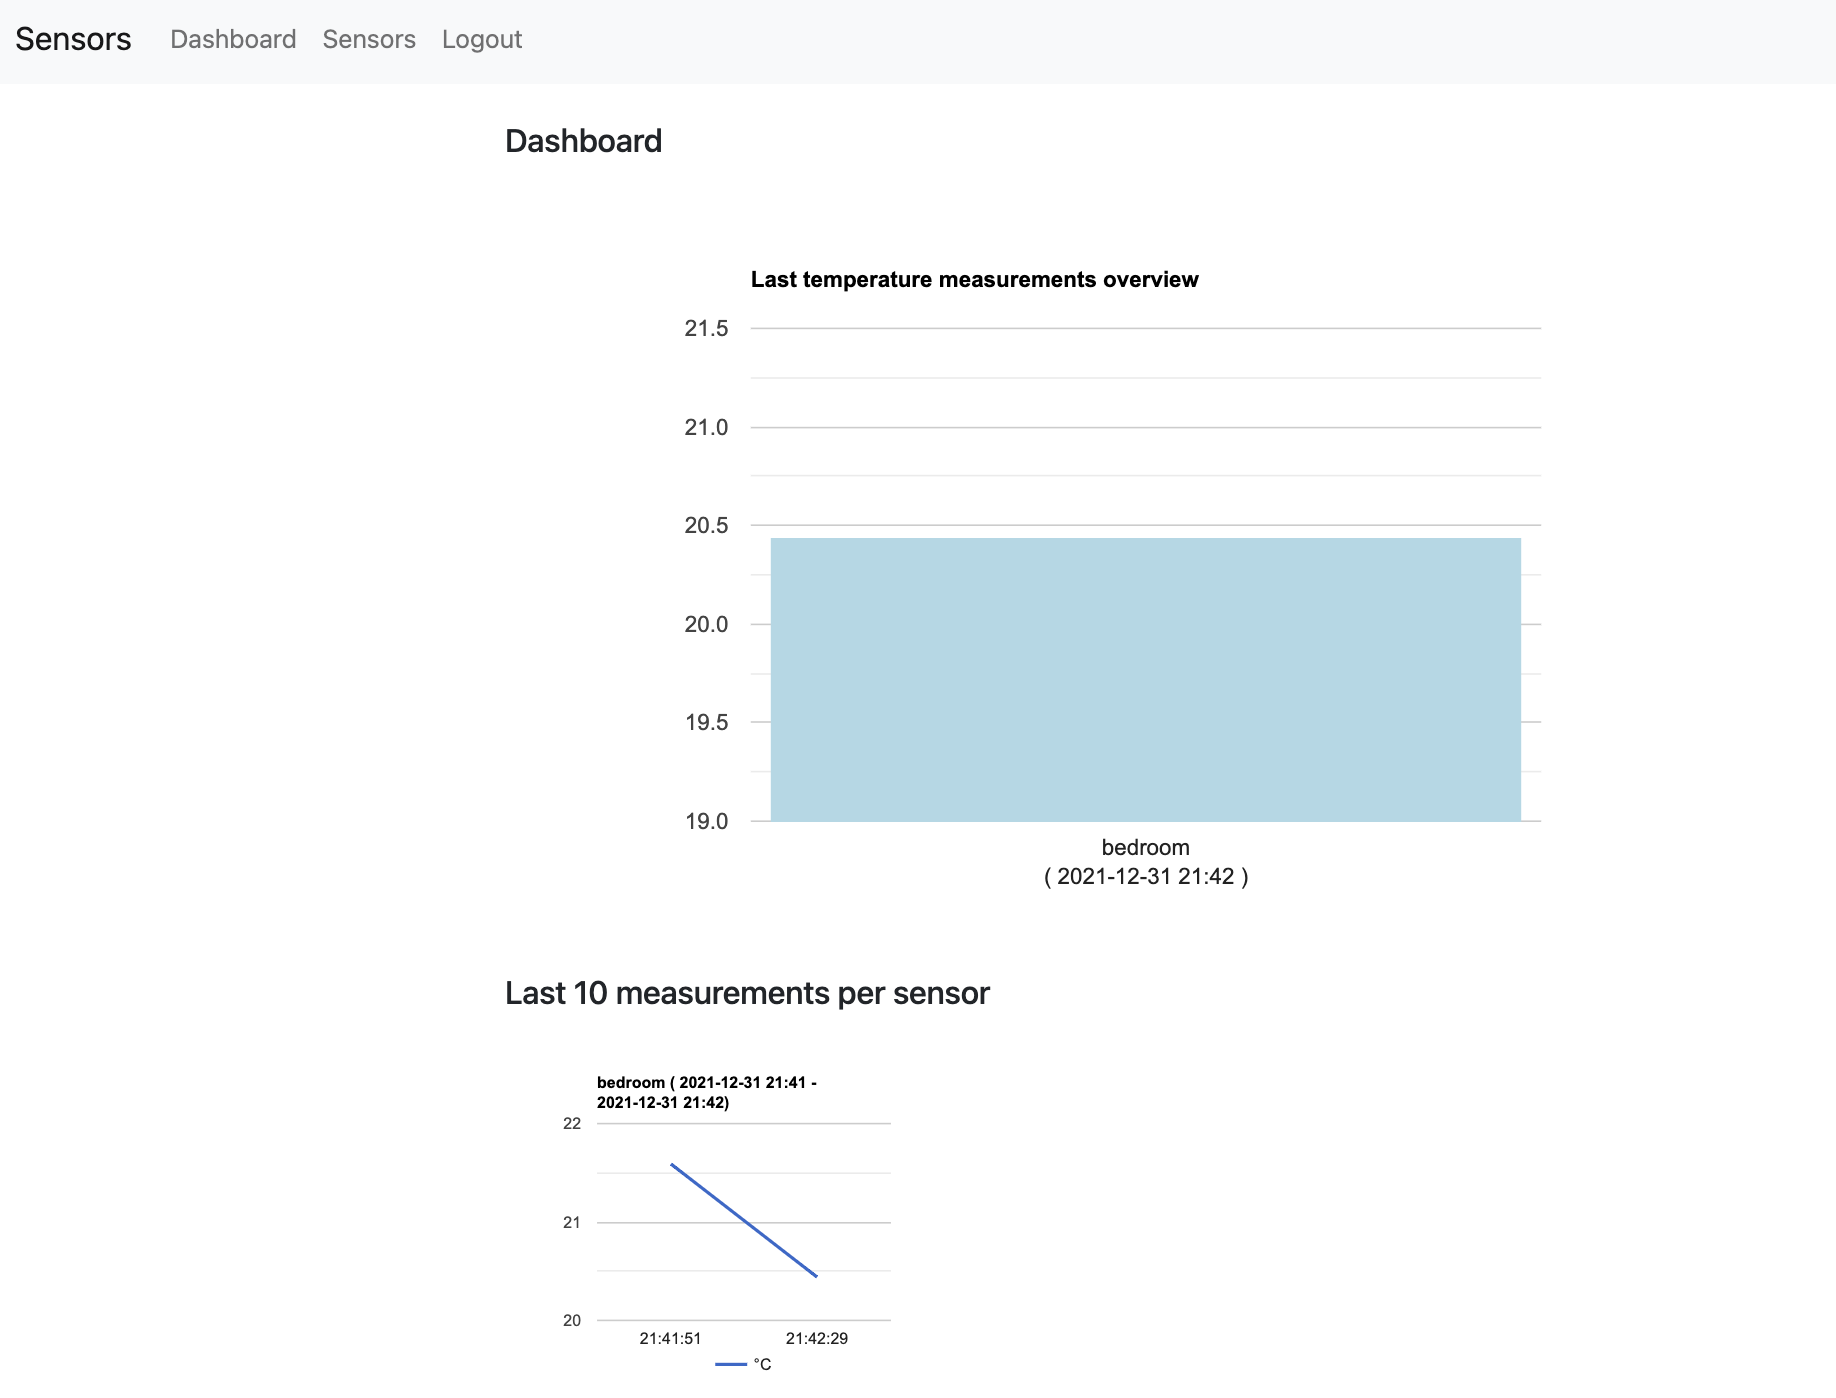 Sensors Dashboard Sensors Logout
Dashboard
Last temperature measurements overview
21.5
21.0
20.5
20.0
19.5
19.0
bedroom
( 2021-12-31 21:42 )
Last 10 measurements per sensor
bedroom ( 2021-12-31 21:41 -
2021-12-31 21:42)
22
21
20
21:41:51 21:42:29
°C